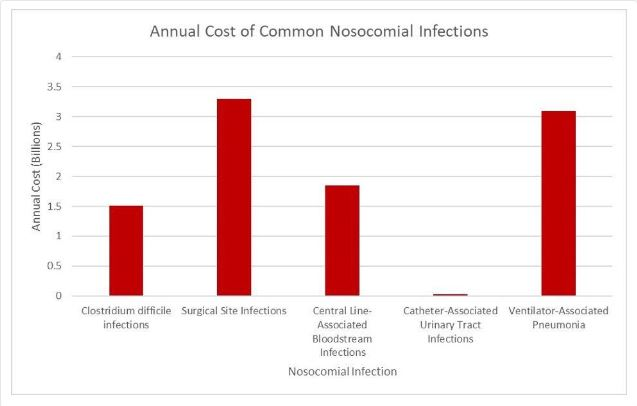 Annual Cost of Common Nosocomial Infections
4
3.5
3
2.5
2
1.5
1
0.5
0
Annual Cost (Billions)
Clostridium difficile
infections
Surgical Site Infections
Central Line-
Associated
Bloodstream
Infections
Catheter-Associated
Urinary Tract
Infections
Ventilator-Associated
Pneumonia
Nosocomial Infection